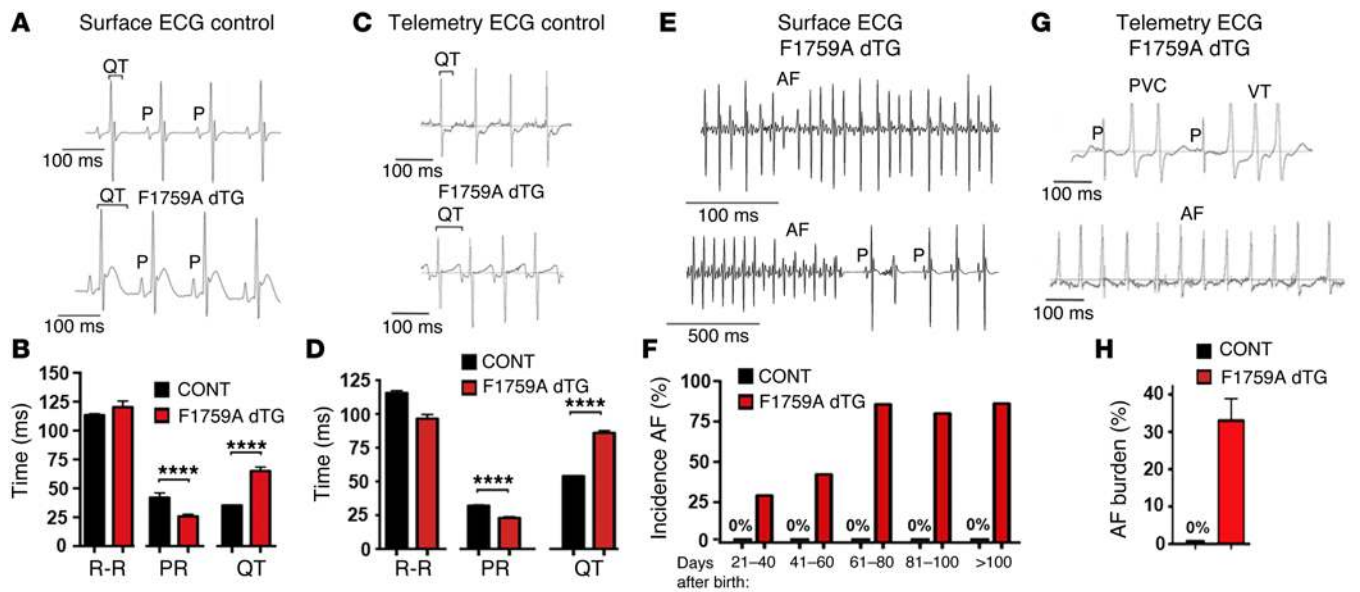 A Surface ECG control
QT
P P
100 ms
F1759A dTG
QT
P P
100 ms
B
150
125
100
75
50
25
0
Time (ms)
CONT
F1759A dTG
****
****
R-R PR QT
C Telemetry ECG control
QT
100 ms
F1759A dTG
QT
100 ms
D
125
100
75
50
25
0
Time (ms)
CONT
F1759A dTG
****
****
R-R PR QT
E Surface ECG
F1759A dTG
AF
100 ms
AF
P P
500 ms
F
100
75
50
25
0
Incidence AF (%)
CONT
F1759A dTG
0% 0% 0% 0% 0%
Days
after birth:
21–40 41–60 61–80 81–100 >100
G Telemetry ECG
F1759A dTG
PVC VT
P P
100 ms
AF
100 ms
H
CONT
F1759A dTG
40
30
20
10
0
AF burden (%)
0%